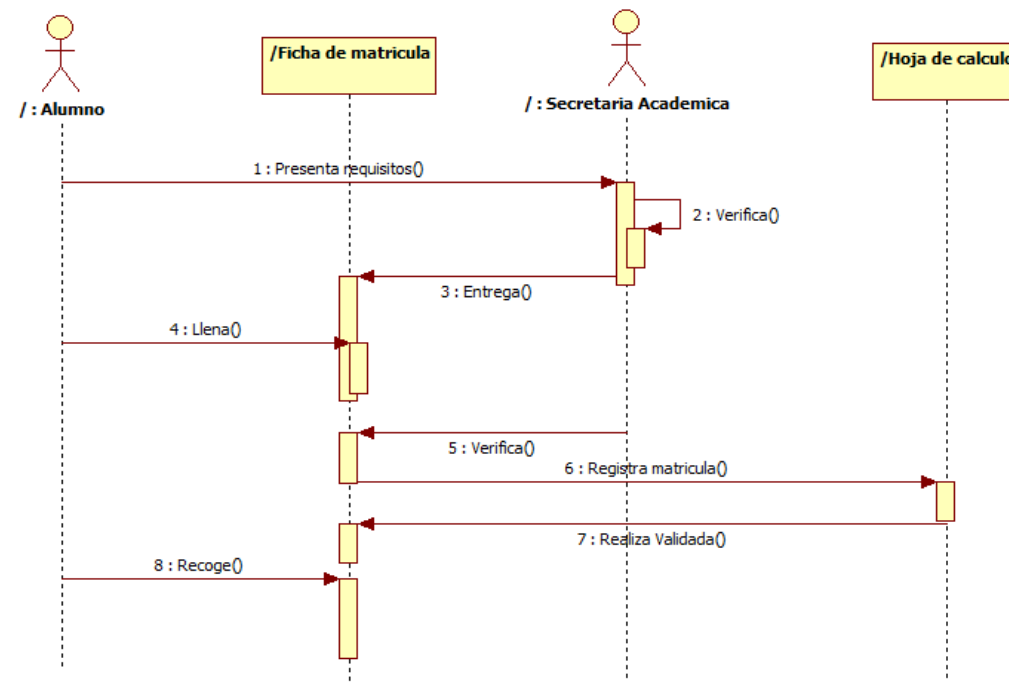 / : Alumno
/Ficha de matricula
/ : Secretaria Academica
/Hoja de calculo
1 : Presenta requisitos()
2 : Verifica()
3 : Entrega()
4 : Llena()
5 : Verifica()
6 : Registra matricula()
7 : Realiza Validada()
8 : Recoge()